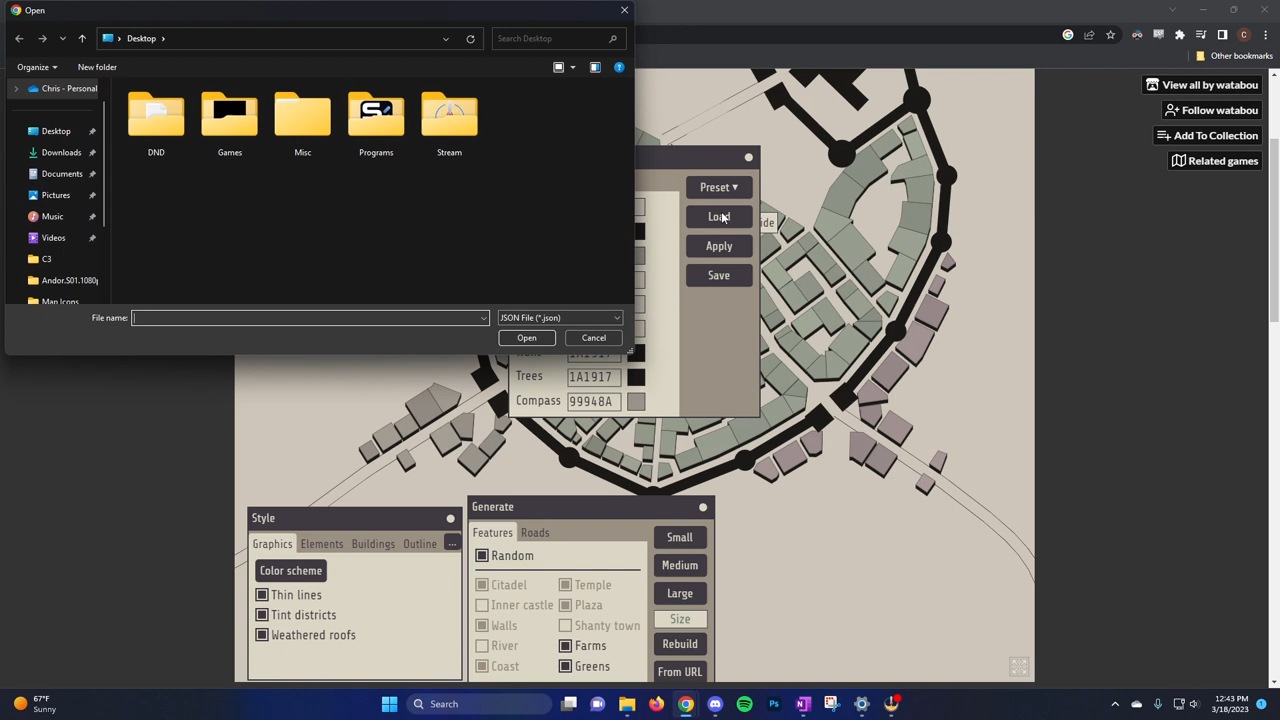 Open
Desktop
Search Desktop
Organize
New folder
Chris - Personal
Desktop
Downloads
Documents
Pictures
Music
Videos
C3
Andor.S01.1080p
Map Icons
DND
Games
Misc
Programs
Stream
File name:
JSON File (*.json)
Open
Cancel
C
Other bookmarks
View all by watabou
Follow watabou
Add To Collection
Related games
Preset ▾
Load
Apply
Save
ide
1A1917
Trees
1A1917
Compass
99948A
Style
Graphics
Elements
Buildings
Outline
...
Color scheme
Thin lines
Tint districts
Weathered roofs
Generate
Features
Roads
Random
Citadel
Temple
Inner castle
Plaza
Walls
Shanty town
River
Farms
Coast
Greens
Small
Medium
Large
Size
Rebuild
From URL
67°F
Sunny
Search
Ps
N
12:43 PM
3/18/2023